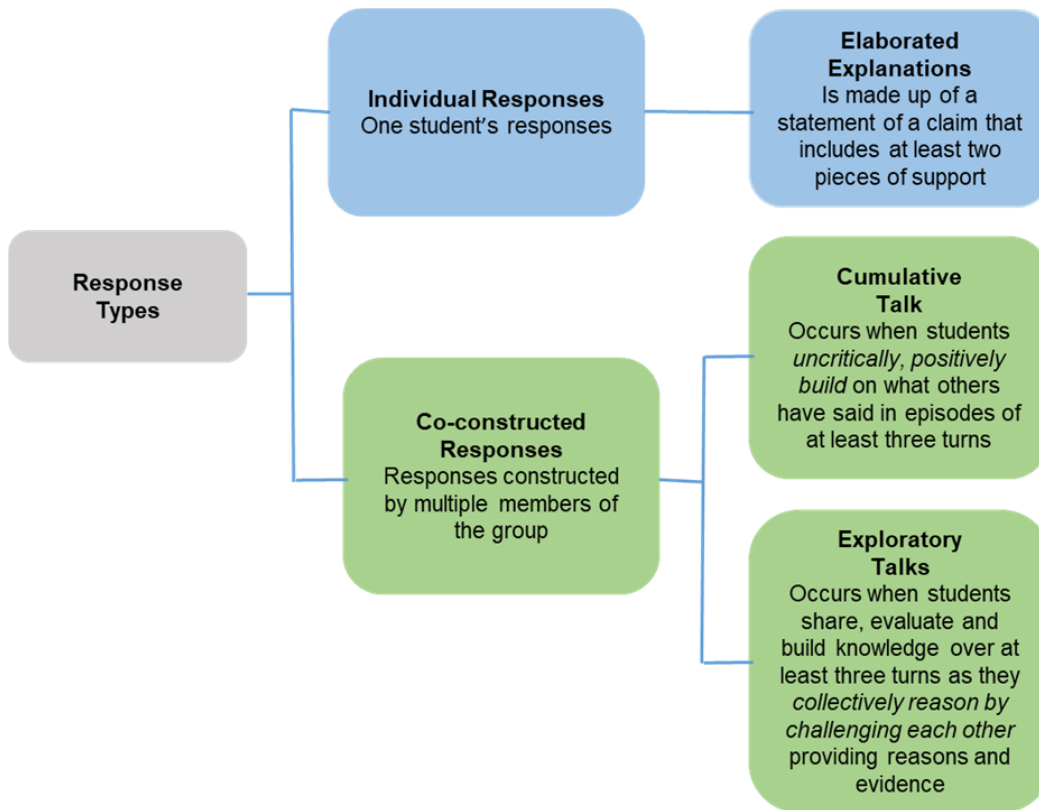 Response
Types
Individual Responses
One student's responses
Elaborated
Explanations
Is made up of a
statement of a claim that
includes at least two
pieces of support
Co-constructed
Responses
Responses constructed
by multiple members of
the group
Cumulative
Talk
Occurs when students
uncritically, positively
build on what others
have said in episodes of
at least three turns
Exploratory
Talks
Occurs when students
share, evaluate and
build knowledge over at
least three turns as they
collectively reason by
challenging each other
providing reasons and
evidence